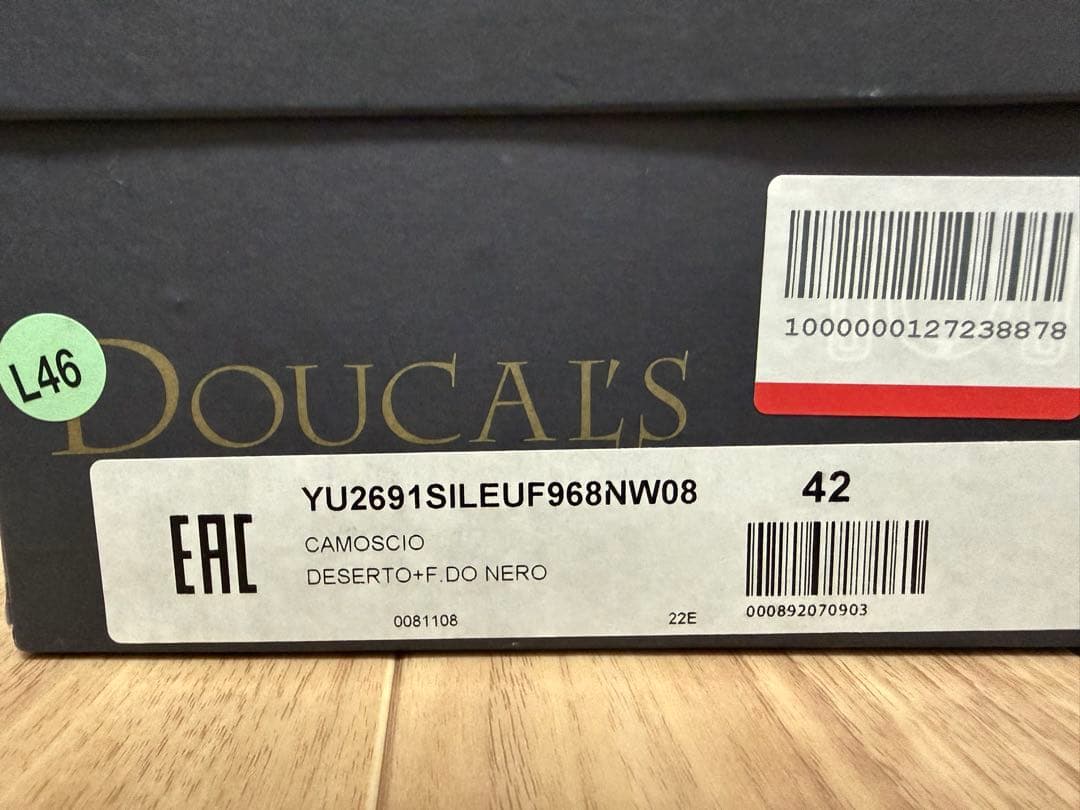 1000000127238878
L46
DOUCAL'S
YU2691SILEUF968NW08
42
EAC
CAMOSCIO
DESERTO+F.DO NERO
0081108
22E
000892070903